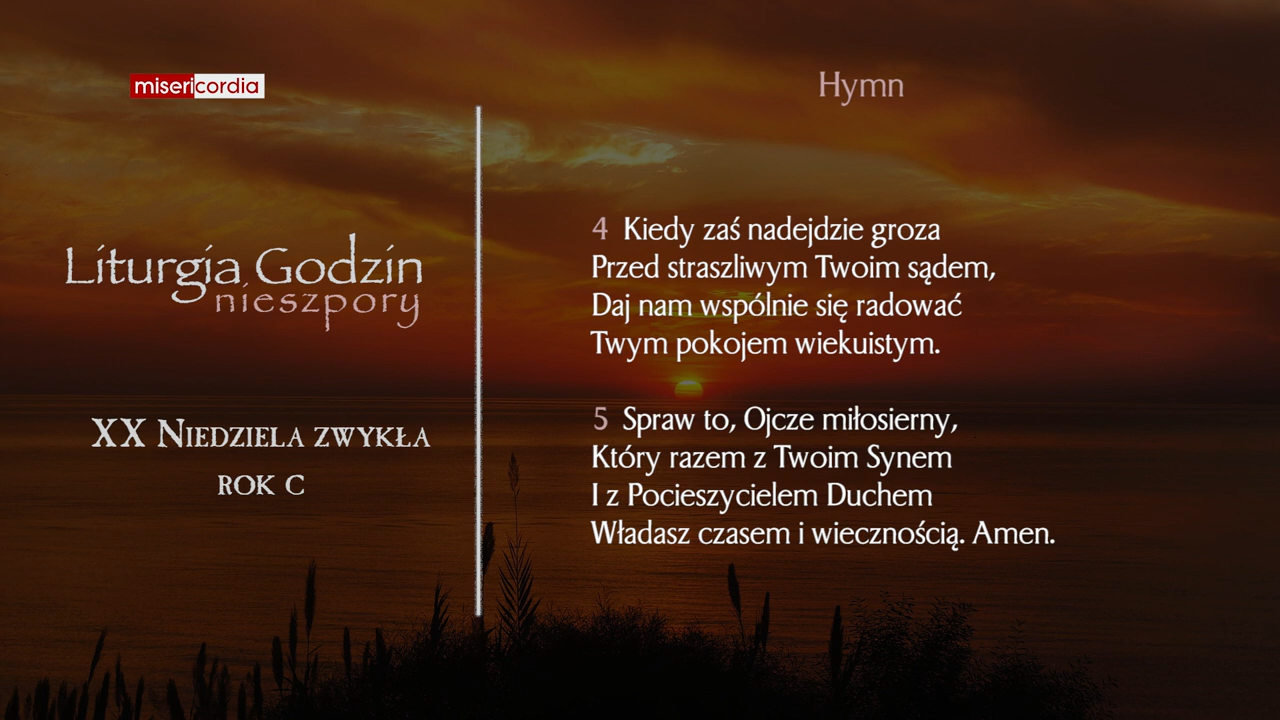 misericordia
Liturgia Godzin
nieszpory
XX Niedziela zwykła
rok C
Hymn
4 Kiedy zaś nadejdzie groza
Przed straszliwym Twoim sądem,
Daj nam wspólnie się radować
Twym pokojem wiekuistym.
5 Spraw to, Ojcze miłosierny,
Który razem z Twoim Synem
I z Pocieszycielem Duchem
Władasz czasem i wiecznością. Amen.